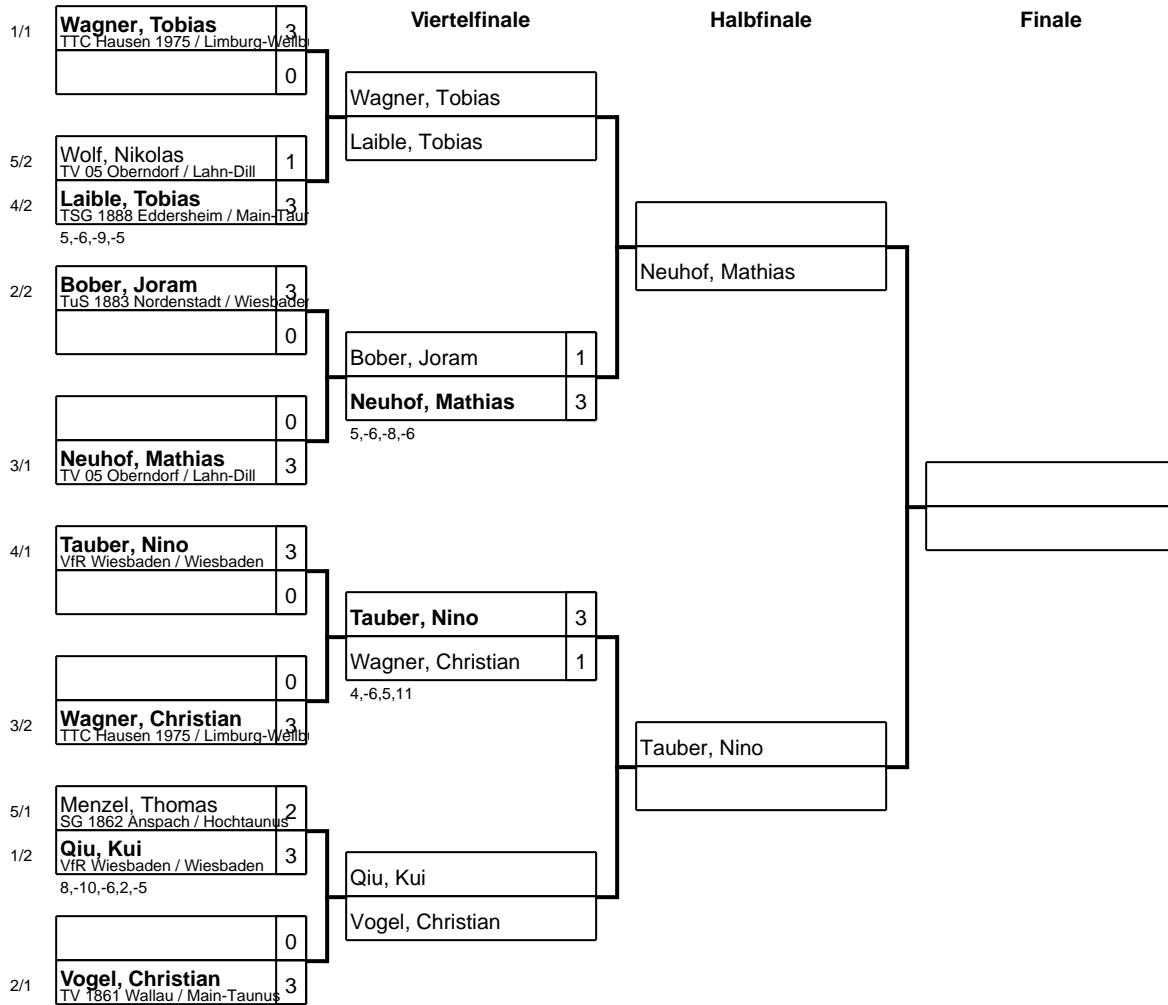 Viertelfinale
Halbfinale
Finale
1/1
Wagner, Tobias
3
TTC Hausen 1975 / Limburg-Weilbu
0
5/2
Wolf, Nikolas
1
TV 05 Oberndorf / Lahn-Dill
4/2
Laible, Tobias
3
TSG 1888 Eddersheim / Main-Taun
5,-6,-9,-5
2/2
Bober, Joram
3
TuS 1883 Nordenstadt / Wiesbaden
0
0
3/1
Neuhof, Mathias
3
TV 05 Oberndorf / Lahn-Dill
4/1
Tauber, Nino
3
VfR Wiesbaden / Wiesbaden
0
0
3/2
Wagner, Christian
3
TTC Hausen 1975 / Limburg-Weilbu
5/1
Menzel, Thomas
2
SG 1862 Anspach / Hochtaunus
1/2
Qiu, Kui
3
VfR Wiesbaden / Wiesbaden
8,-10,-6,2,-5
0
2/1
Vogel, Christian
3
TV 1861 Wallau / Main-Taunus
Wagner, Tobias
Laible, Tobias
Bober, Joram
1
Neuhof, Mathias
3
5,-6,-8,-6
Tauber, Nino
3
Wagner, Christian
1
4,-6,5,11
Qiu, Kui
Vogel, Christian
Neuhof, Mathias
Tauber, Nino